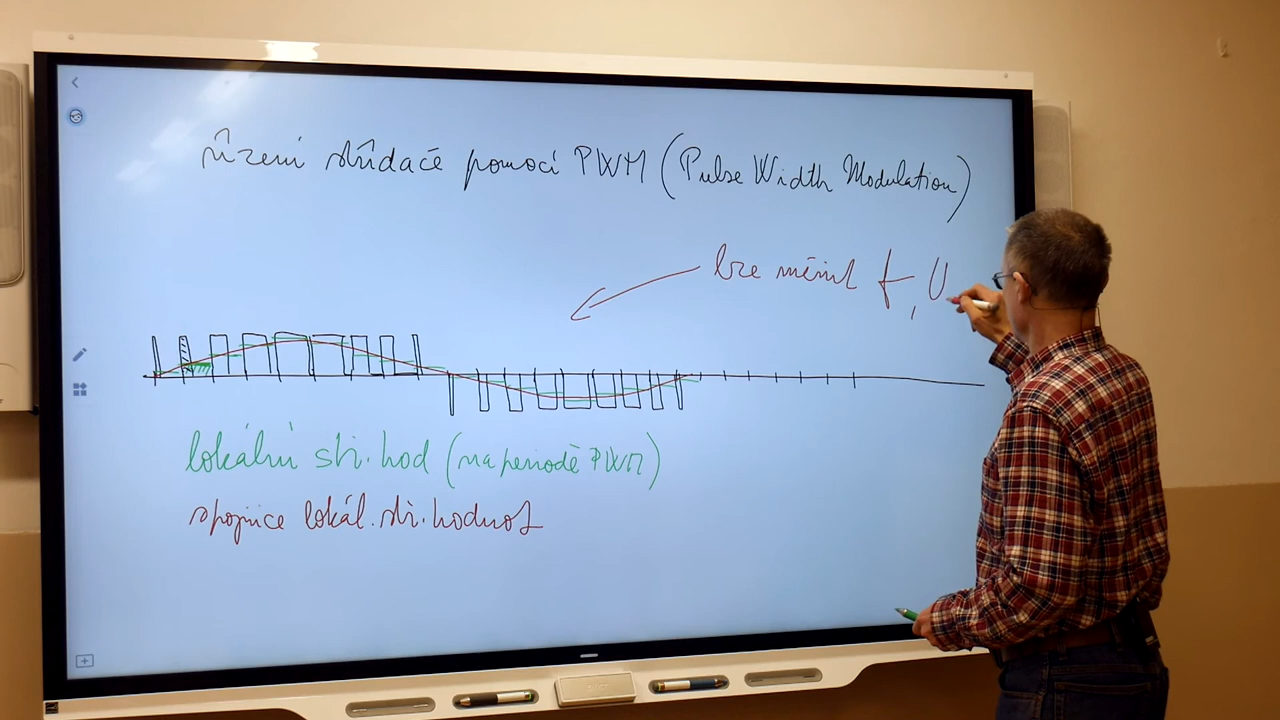 řízení střídače pomocí PWM (Pulse Width Modulation)
lze měnit f, U
lokální stř. hod (na periodě PWM)
spojnice lokál. stř. hodnot